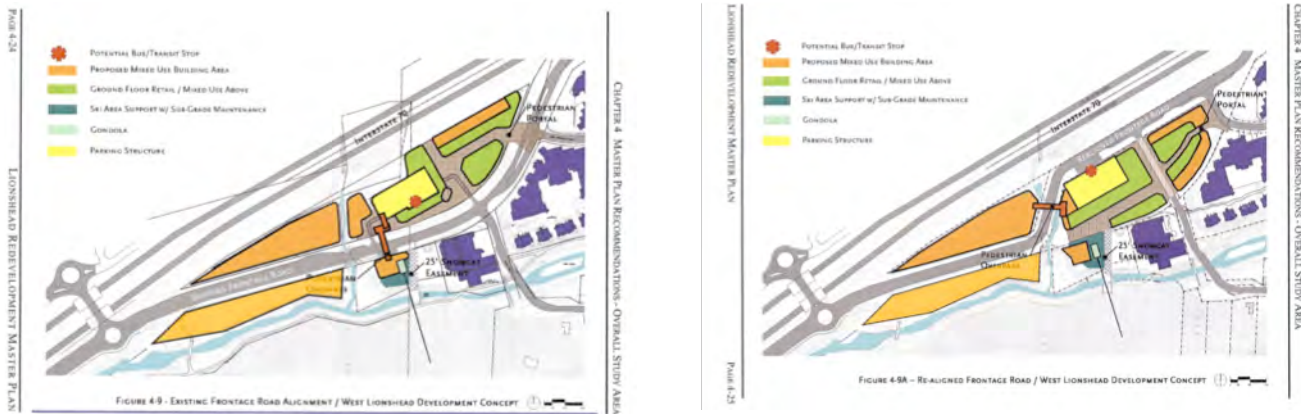 PAGE 4-24
LIONSHEAD REDEVELOPMENT MASTER PLAN
POTENTIAL BUS/TRANSIT STOP
PROPOSED MIXED USE BUILDING AREA
GROUND FLOOR RETAIL / MIXED USE ABOVE
SKI AREA SUPPORT W/ SUB-GRADE MAINTENANCE
GONDOLA
PARKING STRUCTURE
INTERSTATE 70
PEDESTRIAN
PORTAL
25' SNOWCAT
EASEMENT
FIGURE 4-9 - EXISTING FRONTAGE ROAD ALIGNMENT / WEST LIONSHEAD DEVELOPMENT CONCEPT
CHAPTER 4 MASTER PLAN RECOMMENDATIONS - OVERALL STUDY AREA
LIONSHEAD REDEVELOPMENT MASTER PLAN
PAGE 4-25
POTENTIAL BUS/TRANSIT STOP
PROPOSED MIXED USE BUILDING AREA
GROUND FLOOR RETAIL / MIXED USE ABOVE
SKI AREA SUPPORT W/ SUB-GRADE MAINTENANCE
GONDOLA
PARKING STRUCTURE
INTERSTATE 70
PEDESTRIAN
PORTAL
25' SNOWCAT
EASEMENT
PEDESTRIAN
OVERPASS
FIGURE 4-9A - RE-ALIGNED FRONTAGE ROAD / WEST LIONSHEAD DEVELOPMENT CONCEPT
CHAPTER 4 MASTER PLAN RECOMMENDATIONS - OVERALL STUDY AREA